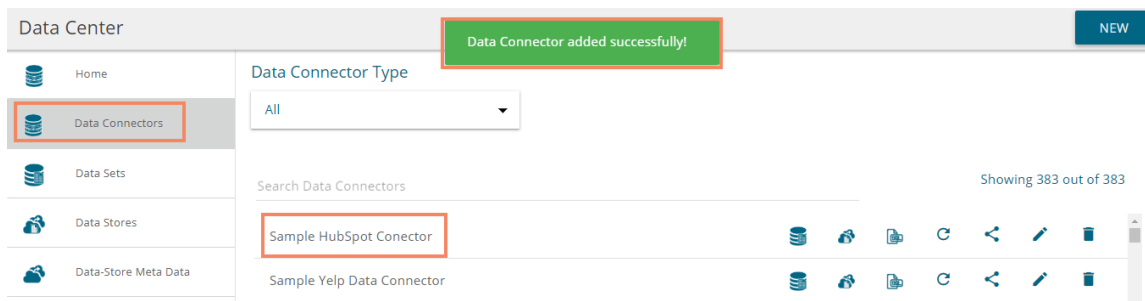 Data Center
Data Connector added successfully!
NEW
Home
Data Connectors
Data Sets
Data Stores
Data-Store Meta Data
Data Connector Type
All
Search Data Connectors
Showing 383 out of 383
Sample HubSpot Conector
Sample Yelp Data Connector